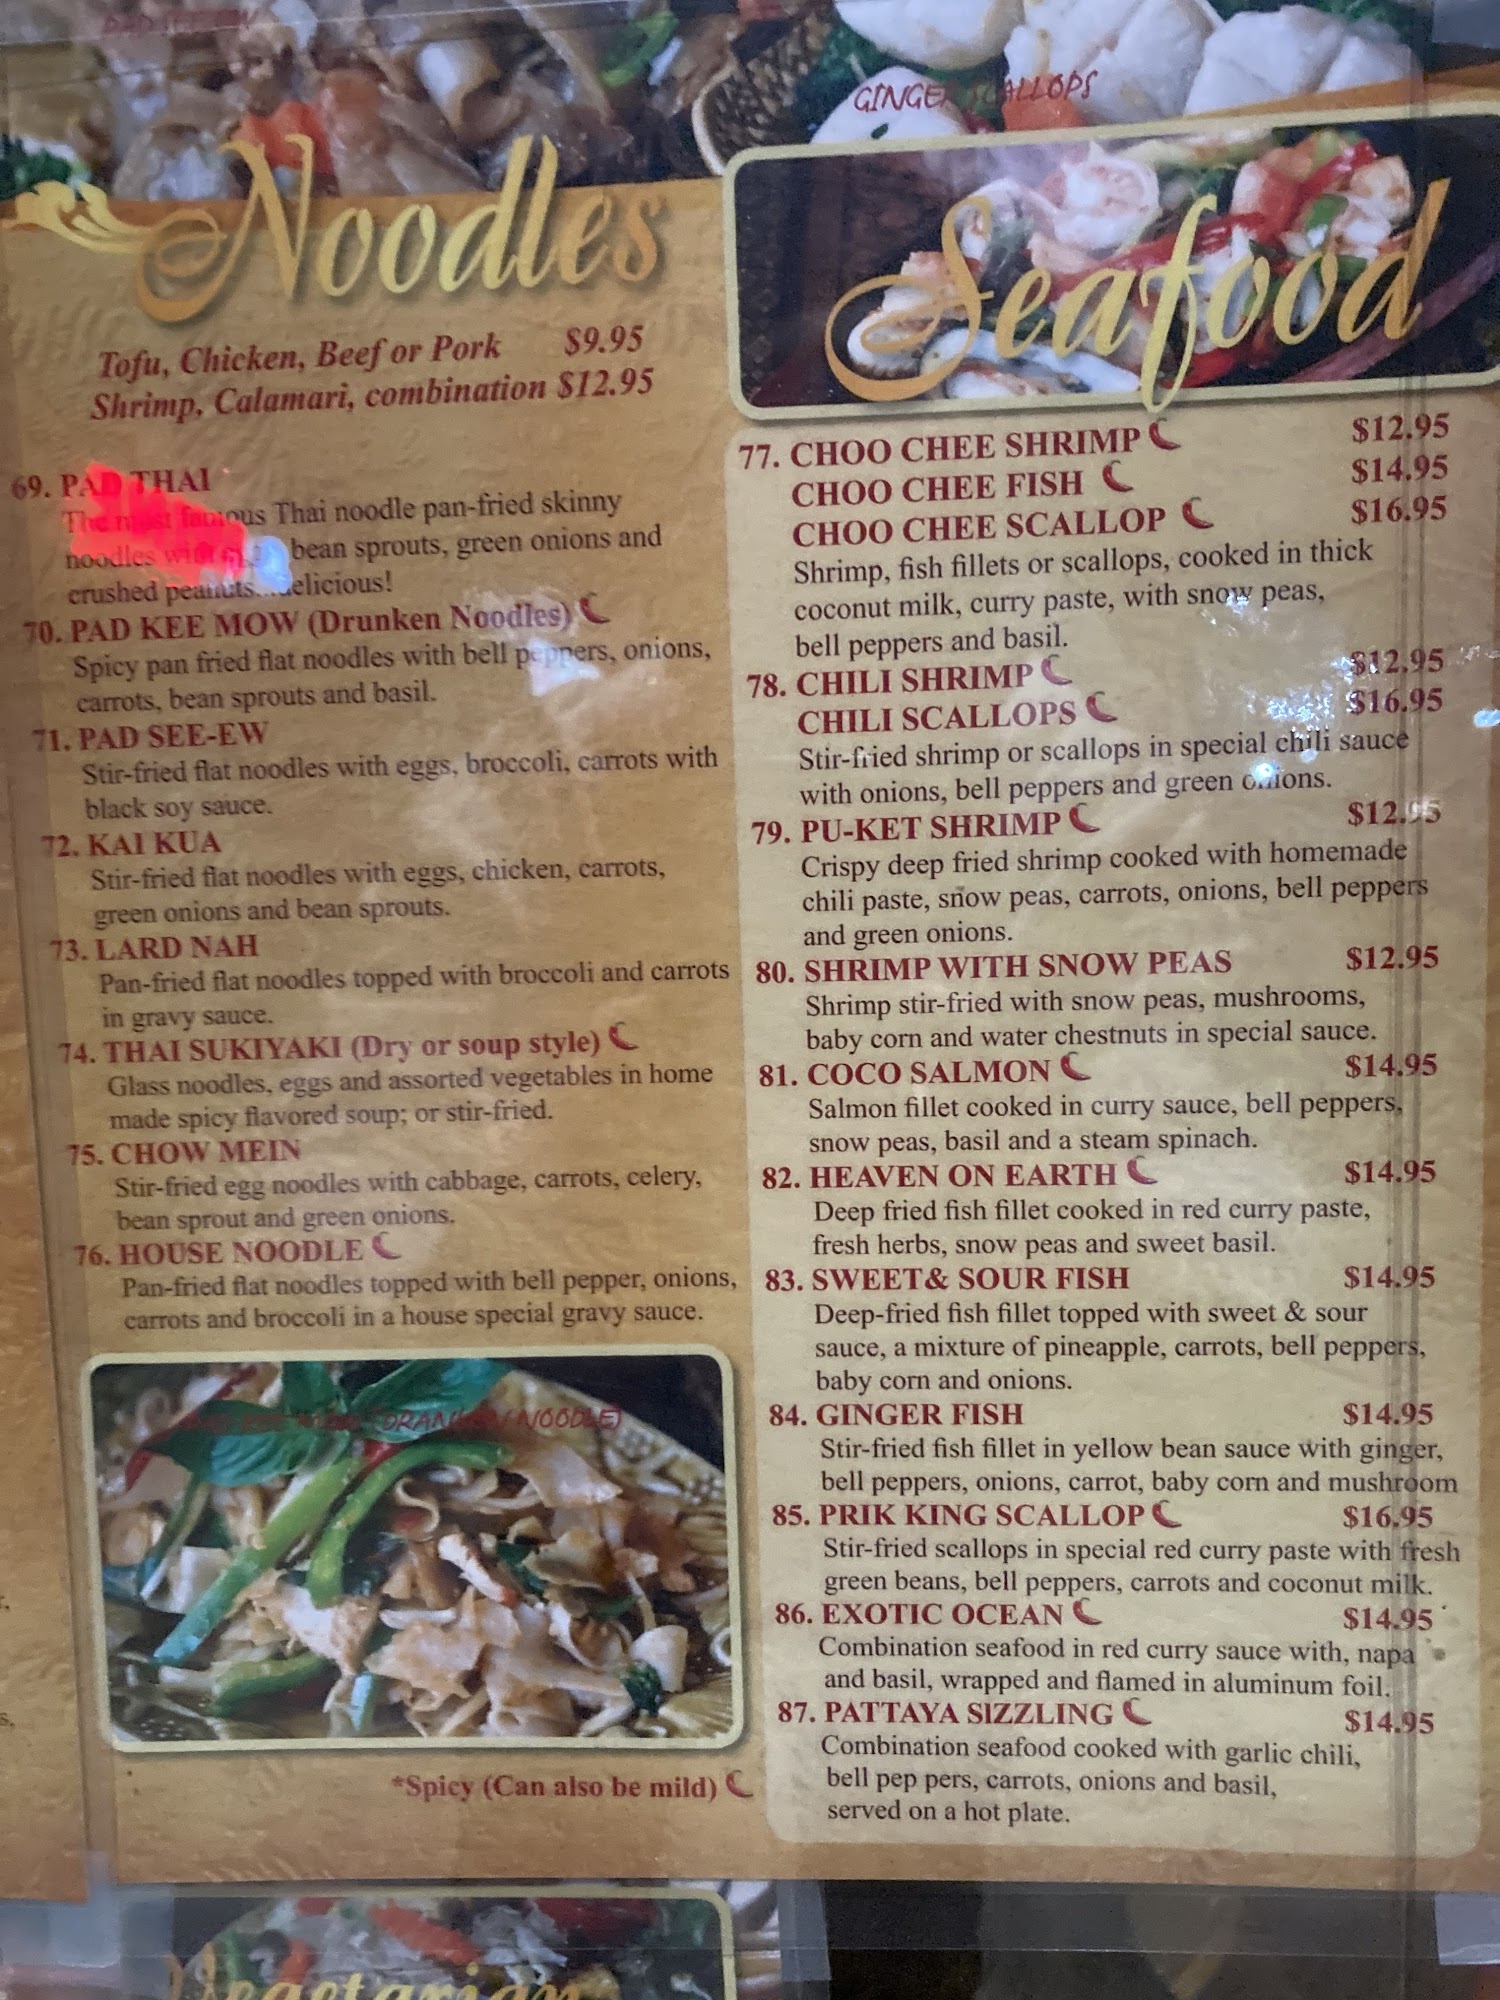 GINGER SCALLOPS
Noodles
Tofu, Chicken, Beef or Pork $9.95
Shrimp, Calamari, combination $12.95
69. PAD THAI
The most famous Thai noodle pan-fried skinny
noodles with bean sprouts, green onions and
crushed peanuts...delicious!
70. PAD KEE MOW (Drunken Noodles)
Spicy pan fried flat noodles with bell peppers, onions,
carrots, bean sprouts and basil.
71. PAD SEE-EW
Stir-fried flat noodles with eggs, broccoli, carrots with
black soy sauce.
72. KAI KUA
Stir-fried flat noodles with eggs, chicken, carrots,
green onions and bean sprouts.
73. LARD NAH
Pan-fried flat noodles topped with broccoli and carrots
in gravy sauce.
74. THAI SUKIYAKI (Dry or soup style)
Glass noodles, eggs and assorted vegetables in home
made spicy flavored soup; or stir-fried.
75. CHOW MEIN
Stir-fried egg noodles with cabbage, carrots, celery,
bean sprout and green onions.
76. HOUSE NOODLE
Pan-fried flat noodles topped with bell pepper, onions,
carrots and broccoli in a house special gravy sauce.
NOODLE)
*Spicy (Can also be mild)
Seafood
77. CHOO CHEE SHRIMP $12.95
CHOO CHEE FISH $14.95
CHOO CHEE SCALLOP $16.95
Shrimp, fish fillets or scallops, cooked in thick
coconut milk, curry paste, with snow peas,
bell peppers and basil.
78. CHILI SHRIMP $12.95
CHILI SCALLOPS $16.95
Stir-fried shrimp or scallops in special chili sauce
with onions, bell peppers and green onions.
79. PU-KET SHRIMP $12.95
Crispy deep fried shrimp cooked with homemade
chili paste, snow peas, carrots, onions, bell peppers
and green onions.
80. SHRIMP WITH SNOW PEAS $12.95
Shrimp stir-fried with snow peas, mushrooms,
baby corn and water chestnuts in special sauce.
81. COCO SALMON $14.95
Salmon fillet cooked in curry sauce, bell peppers,
snow peas, basil and a steam spinach.
82. HEAVEN ON EARTH $14.95
Deep fried fish fillet cooked in red curry paste,
fresh herbs, snow peas and sweet basil.
83. SWEET& SOUR FISH $14.95
Deep-fried fish fillet topped with sweet & sour
sauce, a mixture of pineapple, carrots, bell peppers,
baby corn and onions.
84. GINGER FISH $14.95
Stir-fried fish fillet in yellow bean sauce with ginger,
bell peppers, onions, carrot, baby corn and mushroom
85. PRIK KING SCALLOP $16.95
Stir-fried scallops in special red curry paste with fresh
green beans, bell peppers, carrots and coconut milk.
86. EXOTIC OCEAN $14.95
Combination seafood in red curry sauce with, napa
and basil, wrapped and flamed in aluminum foil.
87. PATTAYA SIZZLING $14.95
Combination seafood cooked with garlic chili,
bell pep pers, carrots, onions and basil,
served on a hot plate.
Vegetarian